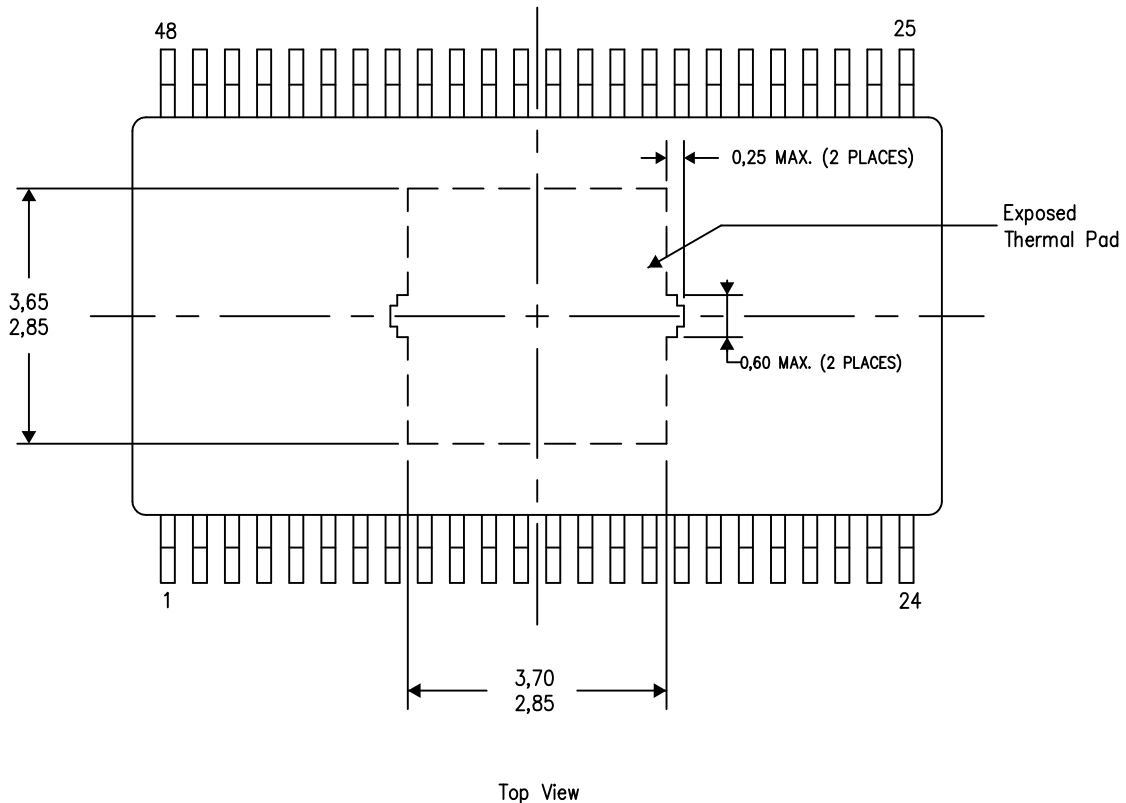 48
25
0,25 MAX. (2 PLACES)
Exposed
Thermal Pad
3,65
2,85
0,60 MAX. (2 PLACES)
1
24
3,70
2,85
Top View